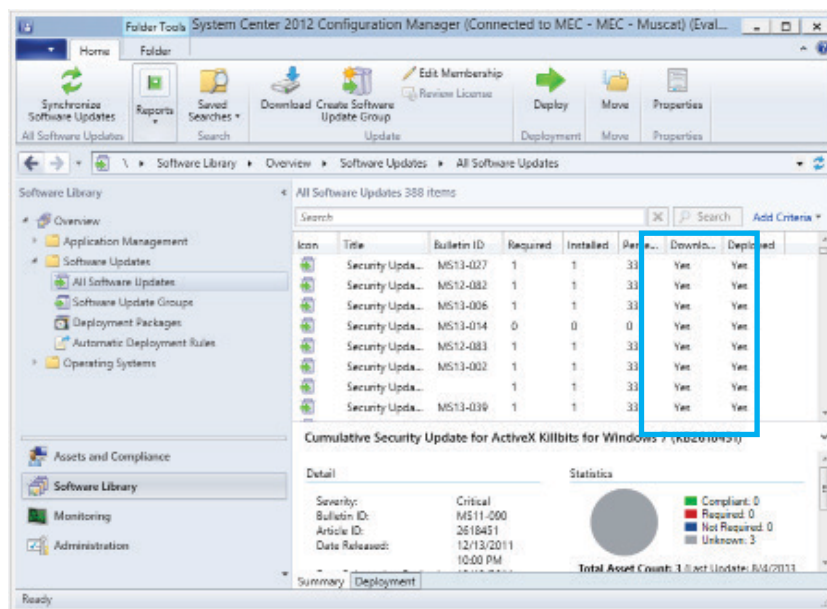 Folder Tools System Center 2012 Configuration Manager (Connected to MEC - MEC - Muscat) (Eval...
Home Folder
Synchronize Software Updates
Reports
Saved Searches
Download
Create Software Update Group
Edit Membership
Review License
Deploy
Move
Properties
All Software Updates Search Update Deployment Move Properties
\ Software Library Overview Software Updates All Software Updates
Software Library
Overview
Application Management
Software Updates
All Software Updates
Software Update Groups
Deployment Packages
Automatic Deployment Rules
Operating Systems
Assets and Compliance
Software Library
Monitoring
Administration
All Software Updates 388 items
Search Search Add Criteria
Icon Title Bulletin ID Required Installed Perce... Downlo... Deployed
Security Upda... MS13-027 1 1 33 Yes Yes
Security Upda... MS12-082 1 1 33 Yes Yes
Security Upda... MS13-006 1 1 33 Yes Yes
Security Upda... MS13-014 0 0 0 Yes Yes
Security Upda... MS12-083 1 1 33 Yes Yes
Security Upda... MS13-002 1 1 33 Yes Yes
Security Upda... 1 1 33 Yes Yes
Security Upda... MS13-039 1 1 33 Yes Yes
Cumulative Security Update for ActiveX Killbits for Windows 7 (KB2618451)
Detail
Severity: Critical
Bulletin ID: MS11-090
Article ID: 2618451
Date Released: 12/13/2011
10:00 PM
Statistics
Compliant: 0
Required: 0
Not Required: 0
Unknown: 3
Total Asset Count: 3 (Last Update: 8/4/2013
Summary Deployment
Ready